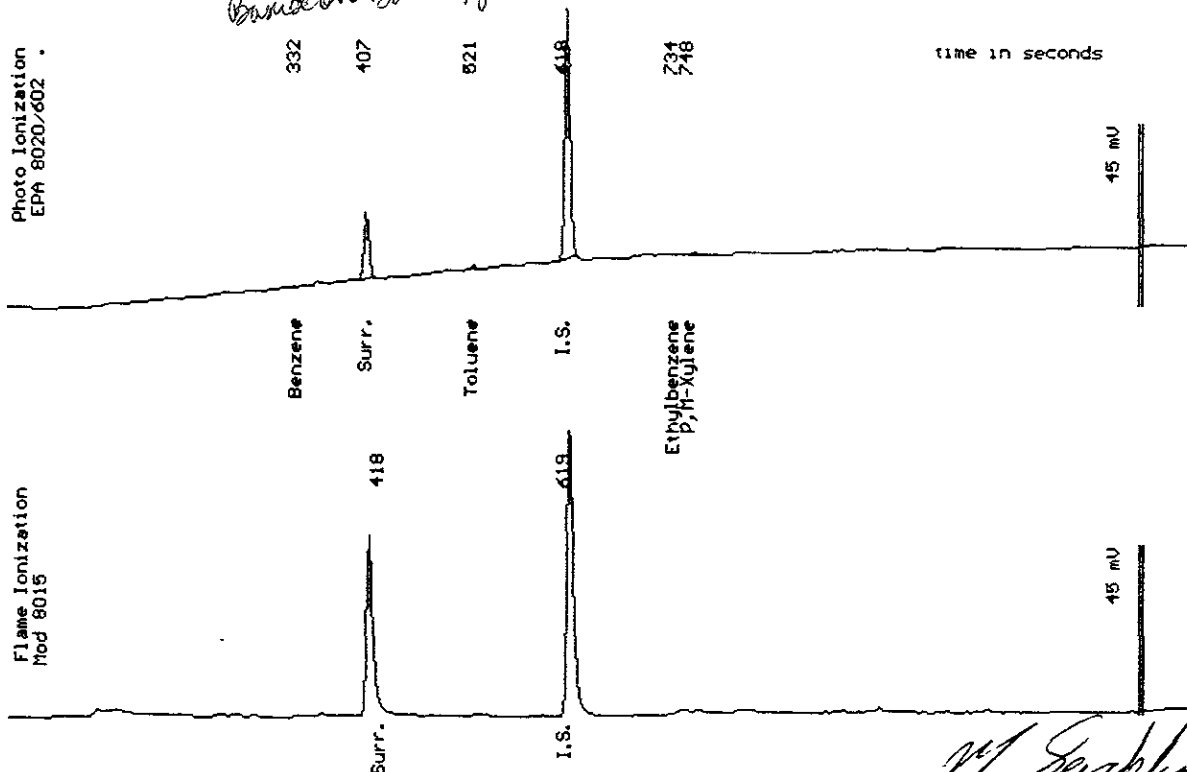 Photo Ionization
EPA 8020/602
332
407
521
618
734
748
time in seconds
45 mV
Benzene
Surr.
Toluene
I.S.
Ethylbenzene
P,M-Xylene
Flame Ionization
Mod 8015
418
619
45 mV
Surr.
I.S.